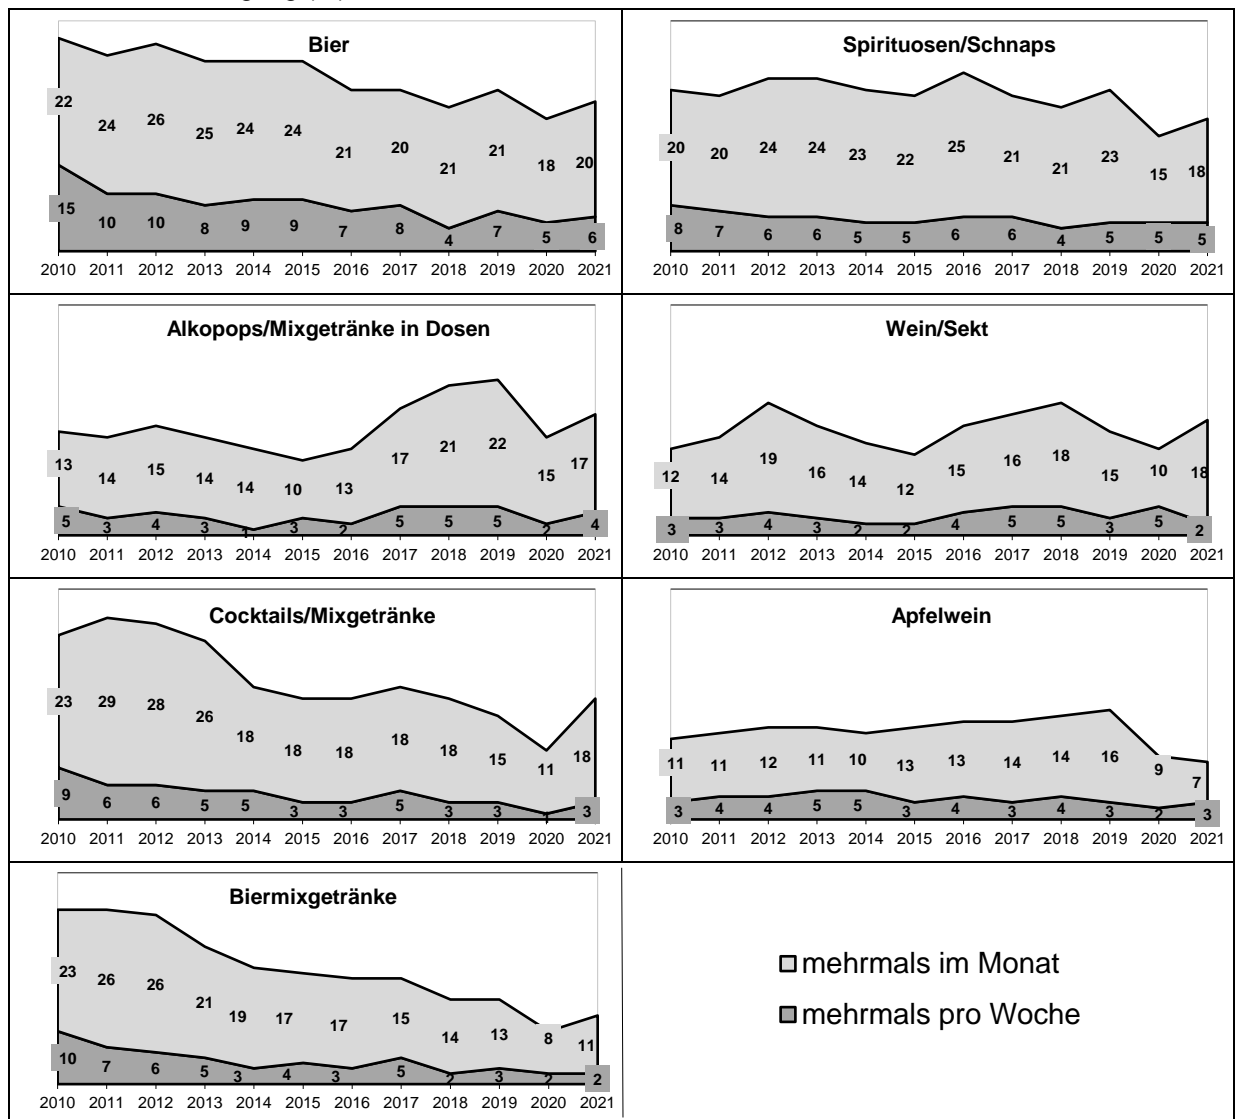 Bier
22 24 26 25 24 24 21 20 21 21 18 20
15 10 10 8 9 9 7 8 4 7 5 6
2010 2011 2012 2013 2014 2015 2016 2017 2018 2019 2020 2021
Spirituosen/Schnaps
20 20 24 24 23 22 25 21 21 23 15 18
8 7 6 6 5 5 6 6 4 5 5 5
2010 2011 2012 2013 2014 2015 2016 2017 2018 2019 2020 2021
Alkopops/Mixgetränke in Dosen
13 14 15 14 14 10 13 17 21 22 15 17
5 3 4 3 1 3 2 5 5 5 2 4
2010 2011 2012 2013 2014 2015 2016 2017 2018 2019 2020 2021
Wein/Sekt
12 14 19 16 14 12 15 16 18 15 10 18
3 3 4 3 2 2 4 5 5 3 5 2
2010 2011 2012 2013 2014 2015 2016 2017 2018 2019 2020 2021
Cocktails/Mixgetränke
23 29 28 26 18 18 18 18 18 15 11 18
9 6 6 5 5 3 3 5 3 3 3
2010 2011 2012 2013 2014 2015 2016 2017 2018 2019 2020 2021
Apfelwein
11 11 12 11 10 13 13 14 14 16 9 7
3 4 4 5 5 3 4 3 4 3 2 3
2010 2011 2012 2013 2014 2015 2016 2017 2018 2019 2020 2021
Biermixgetränke
23 26 26 21 19 17 17 15 14 13 8 11
10 7 6 5 3 4 3 5 2 3 2 2
2010 2011 2012 2013 2014 2015 2016 2017 2018 2019 2020 2021
mehrmals im Monat
mehrmals pro Woche